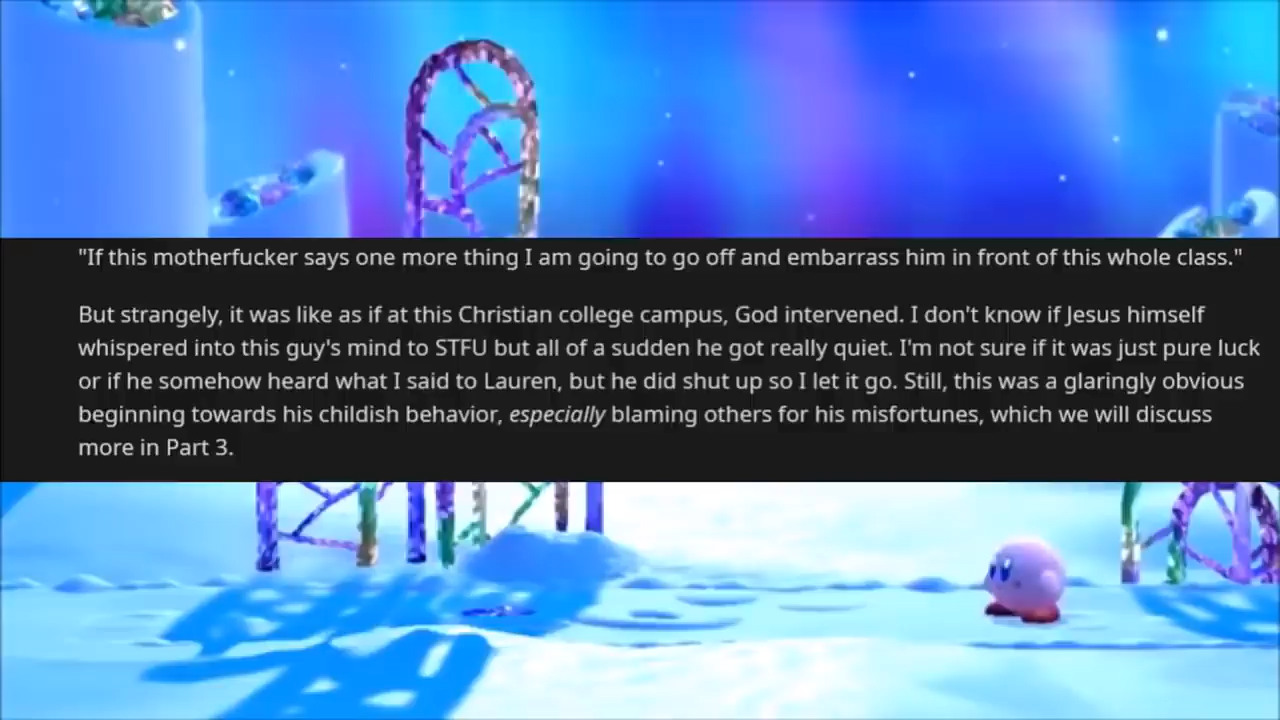 "If this motherfucker says one more thing I am going to go off and embarrass him in front of this whole class."
But strangely, it was like as if at this Christian college campus, God intervened. I don't know if Jesus himself
whispered into this guy's mind to STFU but all of a sudden he got really quiet. I'm not sure if it was just pure luck
or if he somehow heard what I said to Lauren, but he did shut up so I let it go. Still, this was a glaringly obvious
beginning towards his childish behavior, especially blaming others for his misfortunes, which we will discuss
more in Part 3.